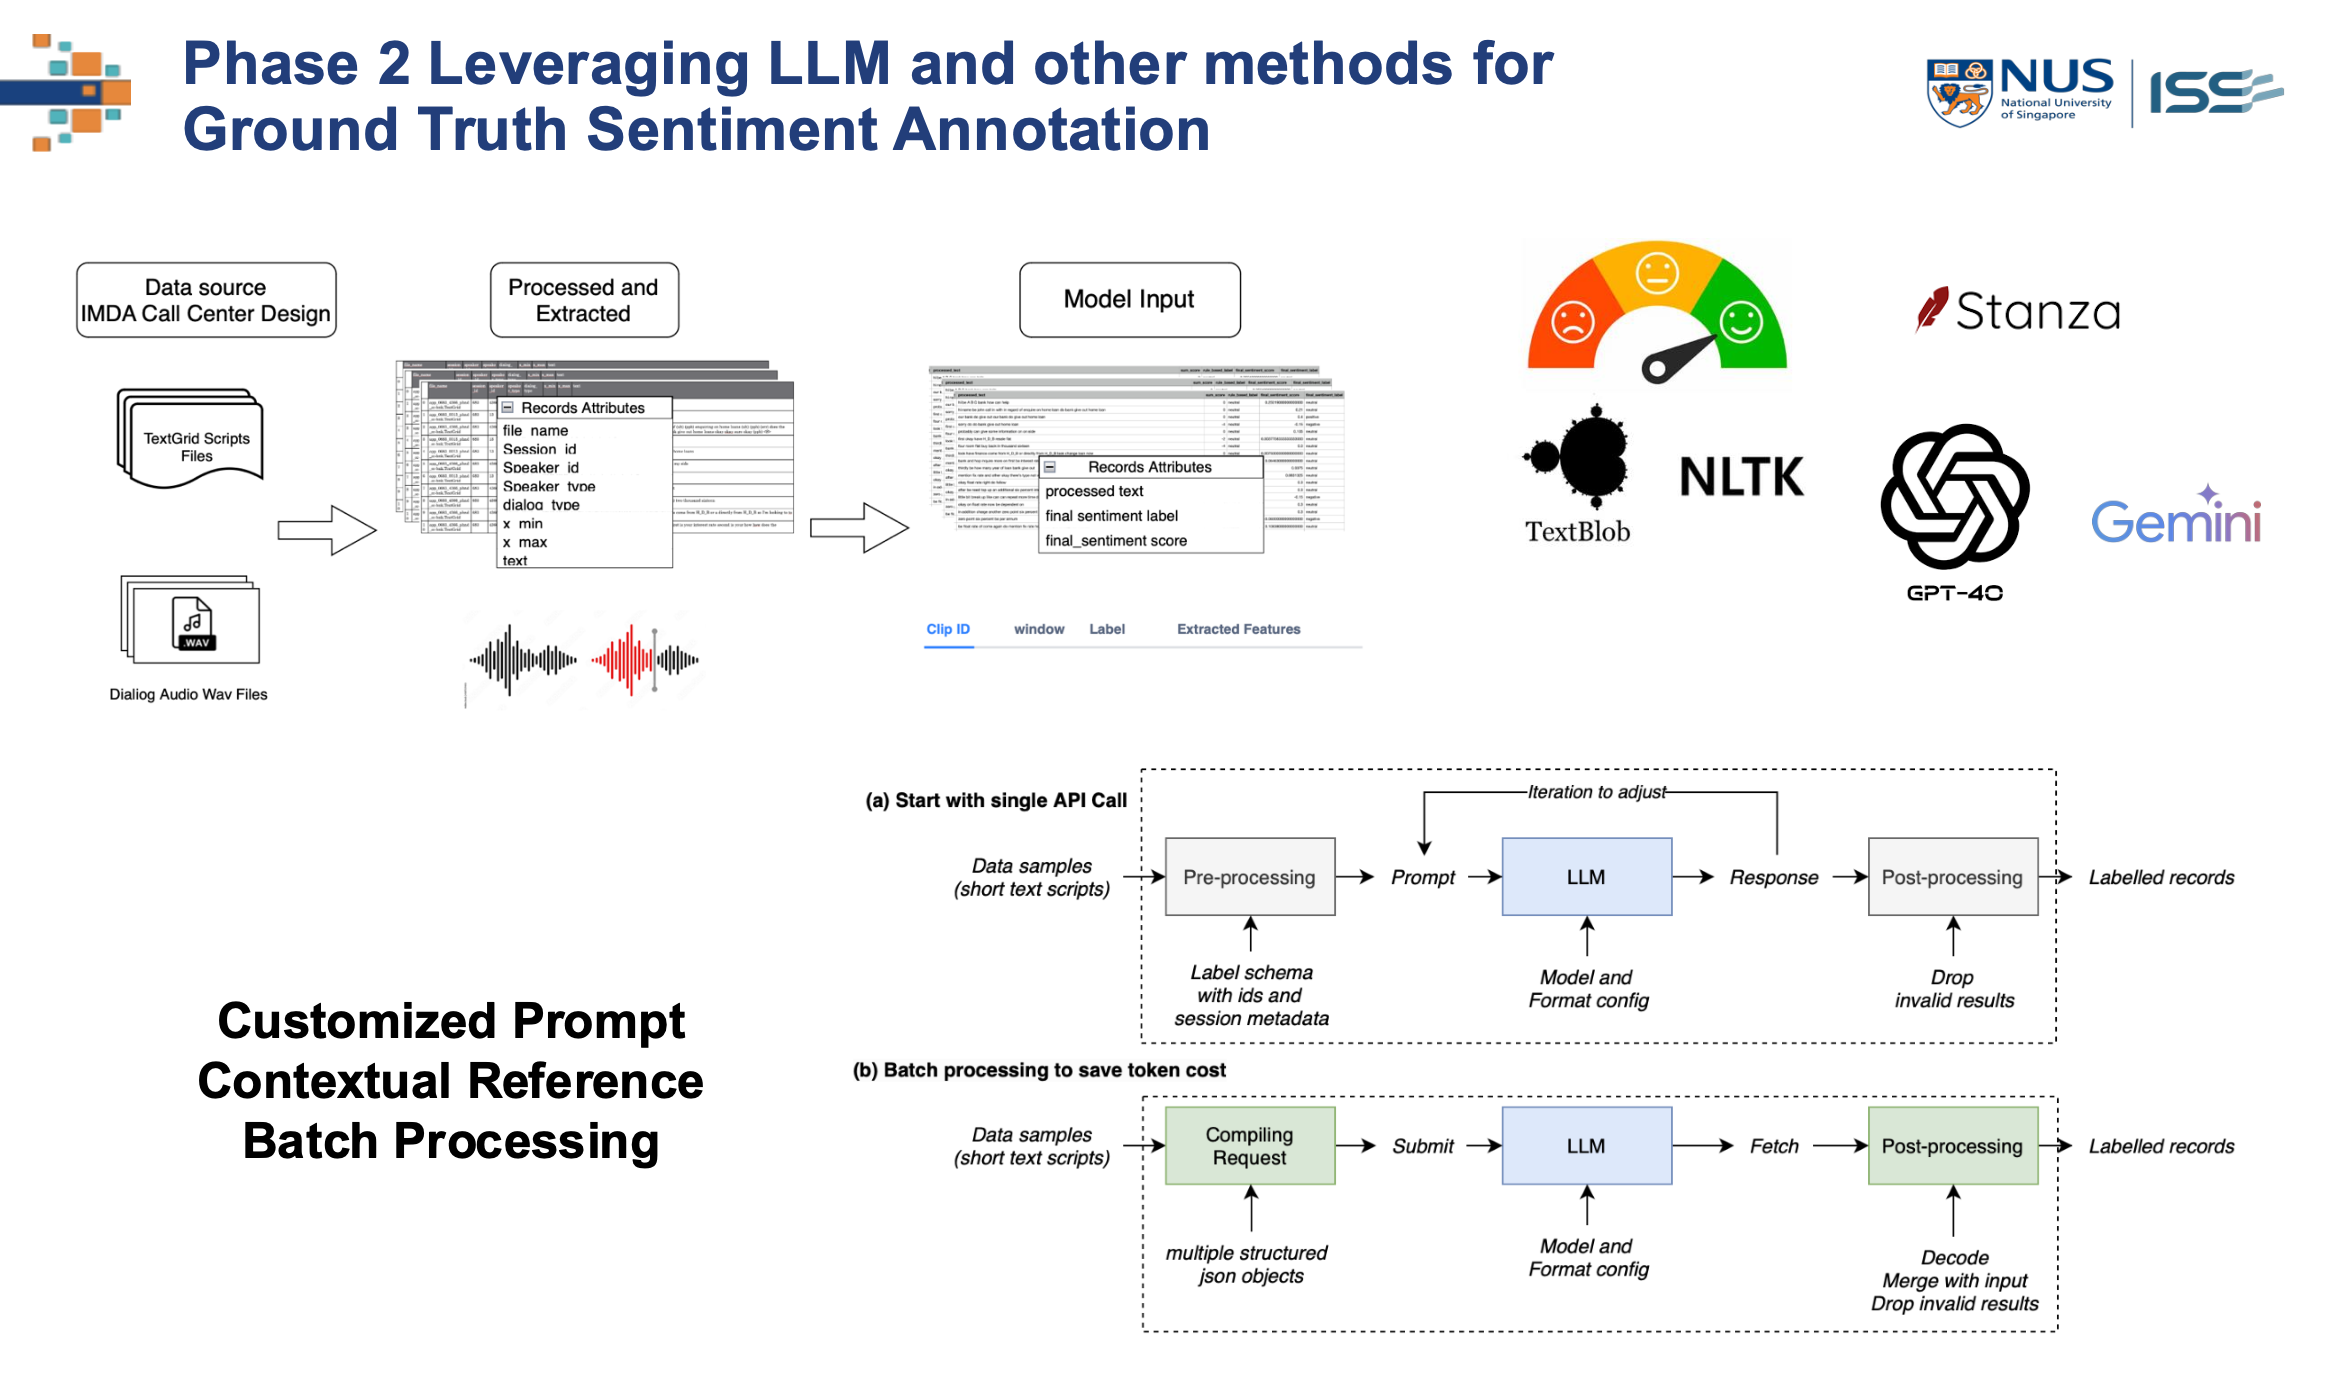 Phase 2 Leveraging LLM and other methods for
Ground Truth Sentiment Annotation
NUS
National University
of Singapore
ISS
Data source
IMDA Call Center Design
Processed and
Extracted
Model Input
TextGrid Scripts
Files
.WAV
Dialiog Audio Wav Files
Records Attributes
file_name
Session_id
Speaker_id
Speaker_type
dialog_type
x_min
x_max
text
processed_text
sum_score rule_based_label final_sentiment_score final_sentiment_label
Records Attributes
processed text
final sentiment label
final_sentiment score
Clip ID window Label Extracted Features
Stanza
TextBlob
NLTK
GPT-4O
Gemini
Customized Prompt
Contextual Reference
Batch Processing
(a) Start with single API Call
Iteration to adjust
Data samples
(short text scripts)
Pre-processing
Prompt
LLM
Response
Post-processing
Labelled records
Label schema
with ids and
session metadata
Model and
Format config
Drop
invalid results
(b) Batch processing to save token cost
Data samples
(short text scripts)
Compiling
Request
Submit
LLM
Fetch
Post-processing
Labelled records
multiple structured
json objects
Model and
Format config
Decode
Merge with input
Drop invalid results